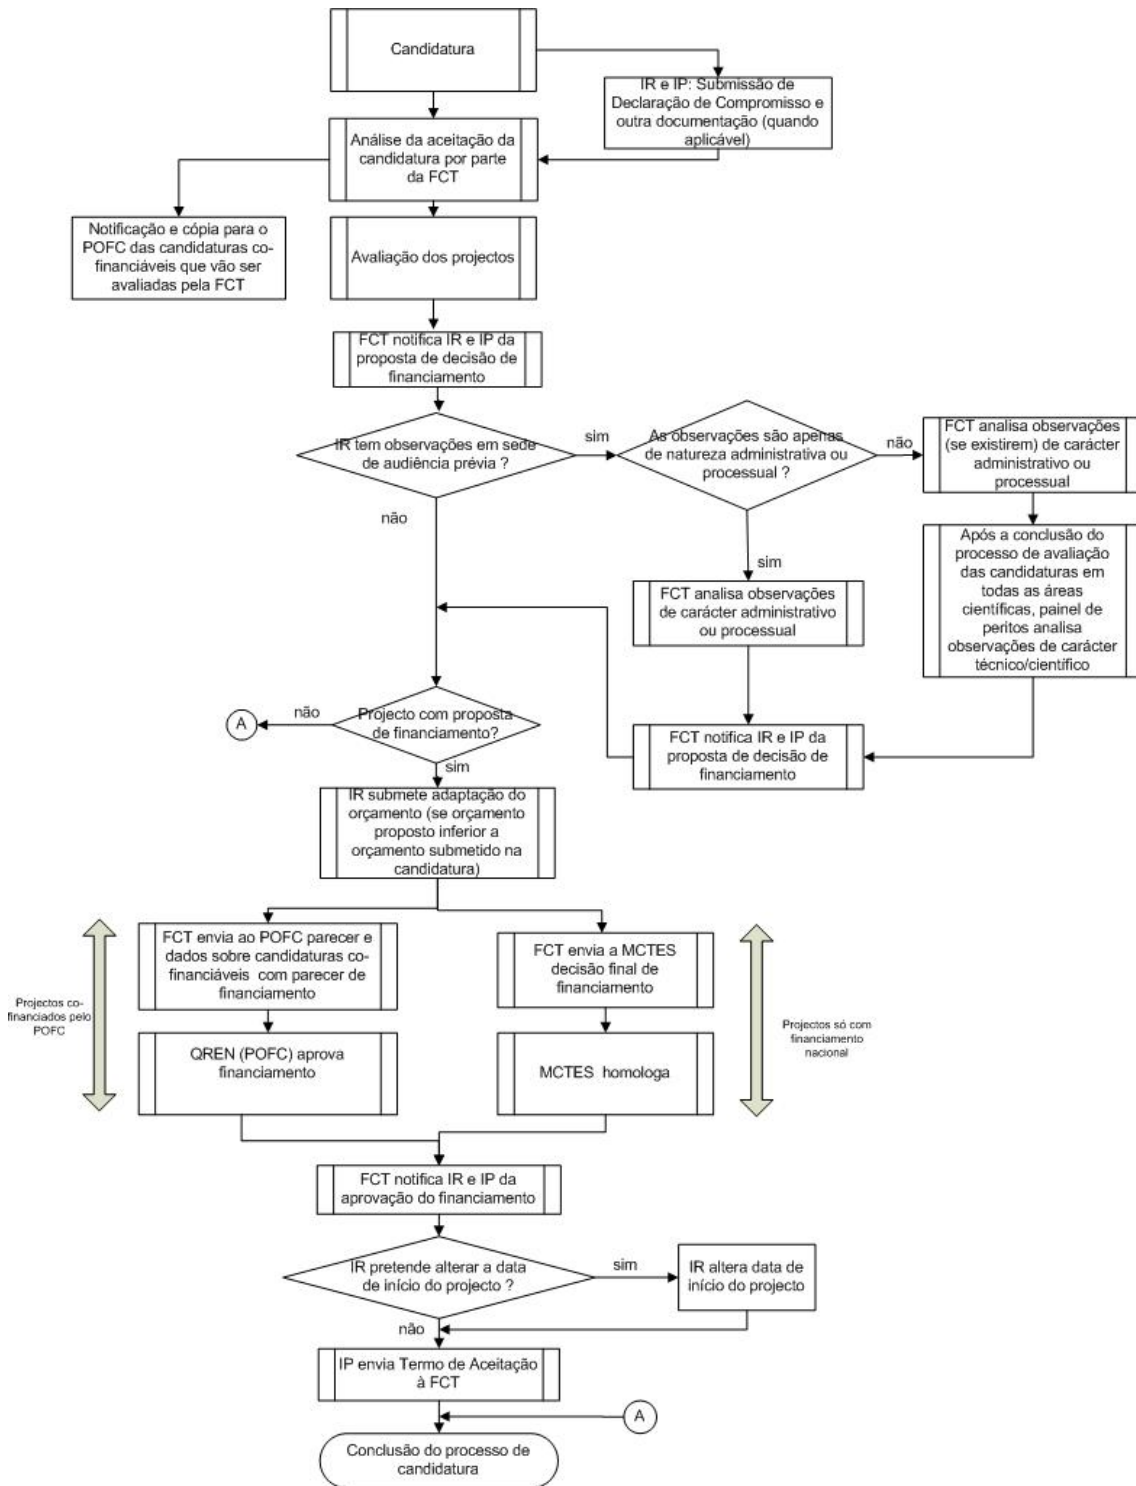 Candidatura
IR e IP: Submissão de
Declaração de Compromisso e
outra documentação (quando
aplicável)
Análise da aceitação da
candidatura por parte
da FCT
Notificação e cópia para o
POFC das candidaturas co-
financiáveis que vão ser
avaliadas pela FCT
Avaliação dos projectos
FCT notifica IR e IP da
proposta de decisão de
financiamento
IR tem observações em sede
de audiência prévia ?
sim
As observações são apenas
de natureza administrativa ou
processual ?
não
FCT analisa observações
(se existirem) de carácter
administrativo ou
processual
não
sim
Após a conclusão do
processo de avaliação
das candidaturas em
todas as áreas
científicas, painel de
peritos analisa
observações de carácter
técnico/científico
FCT analisa observações
de carácter administrativo
ou processual
Projecto com proposta
de financiamento?
não
A
sim
FCT notifica IR e IP da
proposta de decisão de
financiamento
IR submete adaptação do
orçamento (se orçamento
proposto inferior a
orçamento submetido na
candidatura)
FCT envia ao POFC parecer e
dados sobre candidaturas co-
financiáveis com parecer de
financiamento
FCT envia a MCTES
decisão final de
financiamento
Projectos co-
financiados pelo
POFC
Projectos só com
financiamento
nacional
QREN (POFC) aprova
financiamento
MCTES homologa
FCT notifica IR e IP da
aprovação do financiamento
IR pretende alterar a data
de início do projecto ?
sim
IR altera data de
início do projecto
não
IP envia Termo de Aceitação
à FCT
A
Conclusão do processo de
candidatura